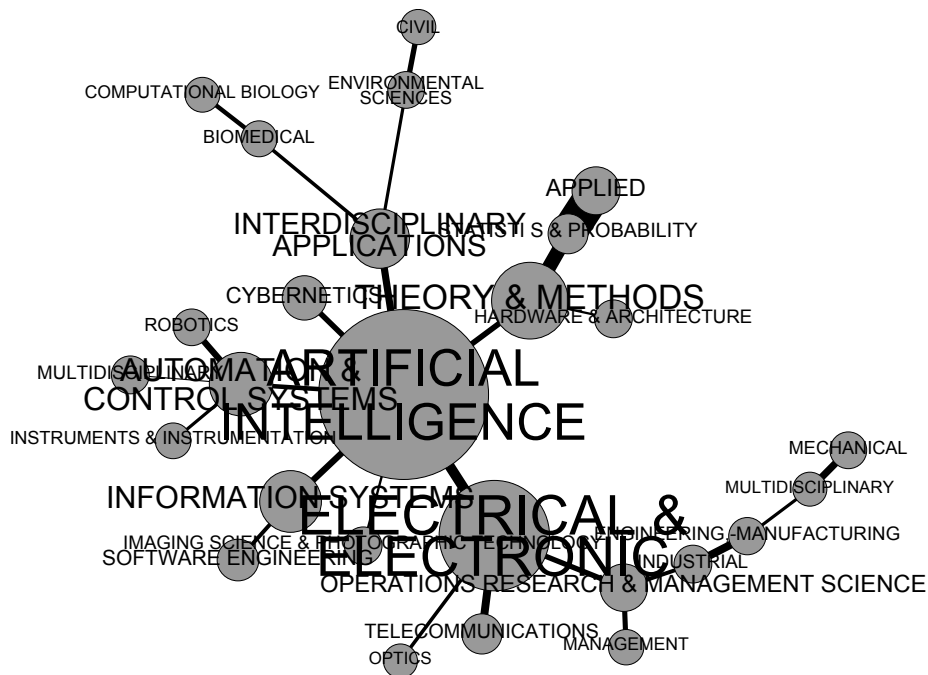 CIVIL
ENVIRONMENTAL
SCIENCES
COMPUTATIONAL BIOLOGY
BIOMEDICAL
APPLIED
INTERDISCIPLINARY
APPLICATIONS
STATISTI S & PROBABILITY
CYBERNETICS
THEORY & METHODS
HARDWARE & ARCHITECTURE
ROBOTICS
MULTIDISCIPLINARY
AUTOMATION &
CONTROL SYSTEMS
ARTIFICIAL
INTELLIGENCE
INSTRUMENTS & INSTRUMENTATION
MECHANICAL
MULTIDISCIPLINARY
INFORMATION SYSTEMS
ELECTRICAL &
ELECTRONIC
ENGINEERING,-MANUFACTURING
IMAGING SCIENCE & PHOTOGRAPHIC TECHNOLOGY
SOFTWARE ENGINEERING
INDUSTRIAL
OPERATIONS RESEARCH & MANAGEMENT SCIENCE
TELECOMMUNICATIONS
MANAGEMENT
OPTICS